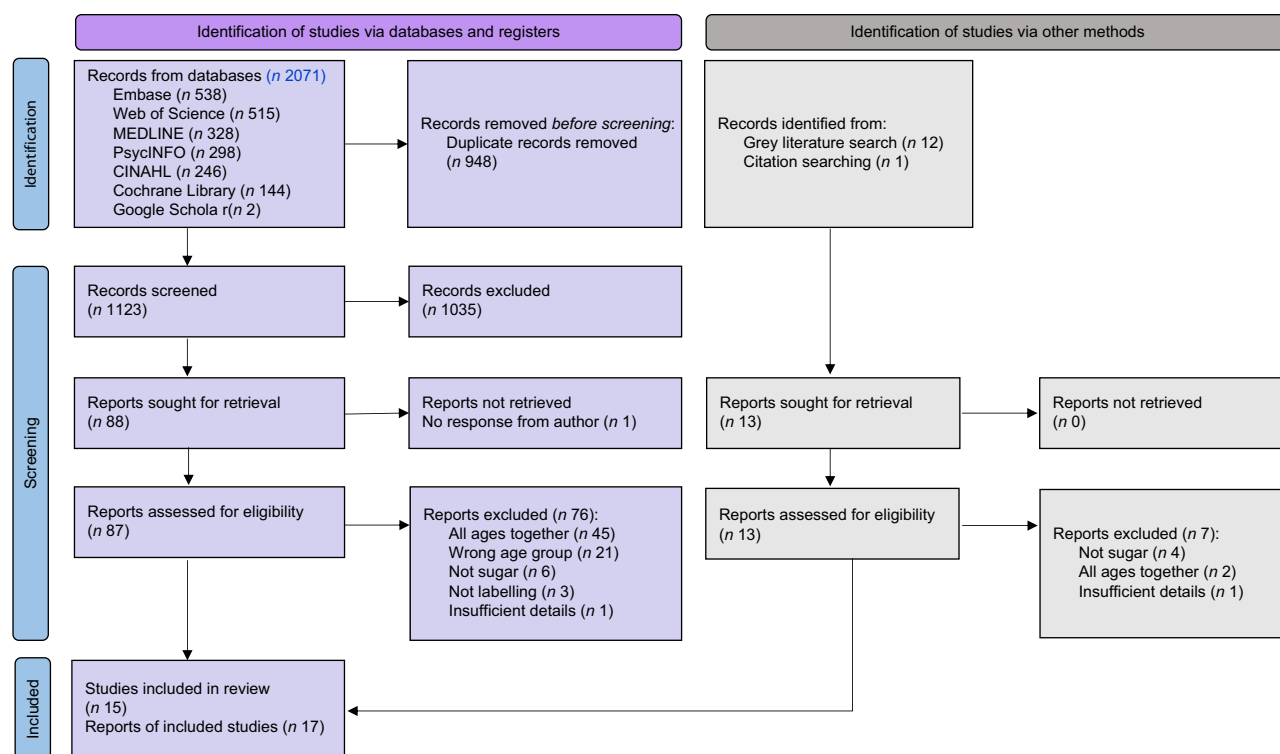 Identification of studies via databases and registers
Identification of studies via other methods
Identification
Records from databases (n 2071)
Embase (n 538)
Web of Science (n 515)
MEDLINE (n 328)
PsycINFO (n 298)
CINAHL (n 246)
Cochrane Library (n 144)
Google Schola r(n 2)
Records removed before screening:
Duplicate records removed
(n 948)
Records identified from:
Grey literature search (n 12)
Citation searching (n 1)
Screening
Records screened
(n 1123)
Records excluded
(n 1035)
Reports sought for retrieval
(n 88)
Reports not retrieved
No response from author (n 1)
Reports sought for retrieval
(n 13)
Reports not retrieved
(n 0)
Reports assessed for eligibility
(n 87)
Reports excluded (n 76):
All ages together (n 45)
Wrong age group (n 21)
Not sugar (n 6)
Not labelling (n 3)
Insufficient details (n 1)
Reports assessed for eligibility
(n 13)
Reports excluded (n 7):
Not sugar (n 4)
All ages together (n 2)
Insufficient details (n 1)
Included
Studies included in review
(n 15)
Reports of included studies (n 17)